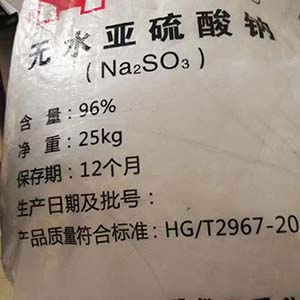 无水亚硫酸钠
(Na₂SO₃)
含 量：96%
净 重：25kg
保存期：12个月
生产日期及批号：
产品质量符合标准：HG/T2967-20